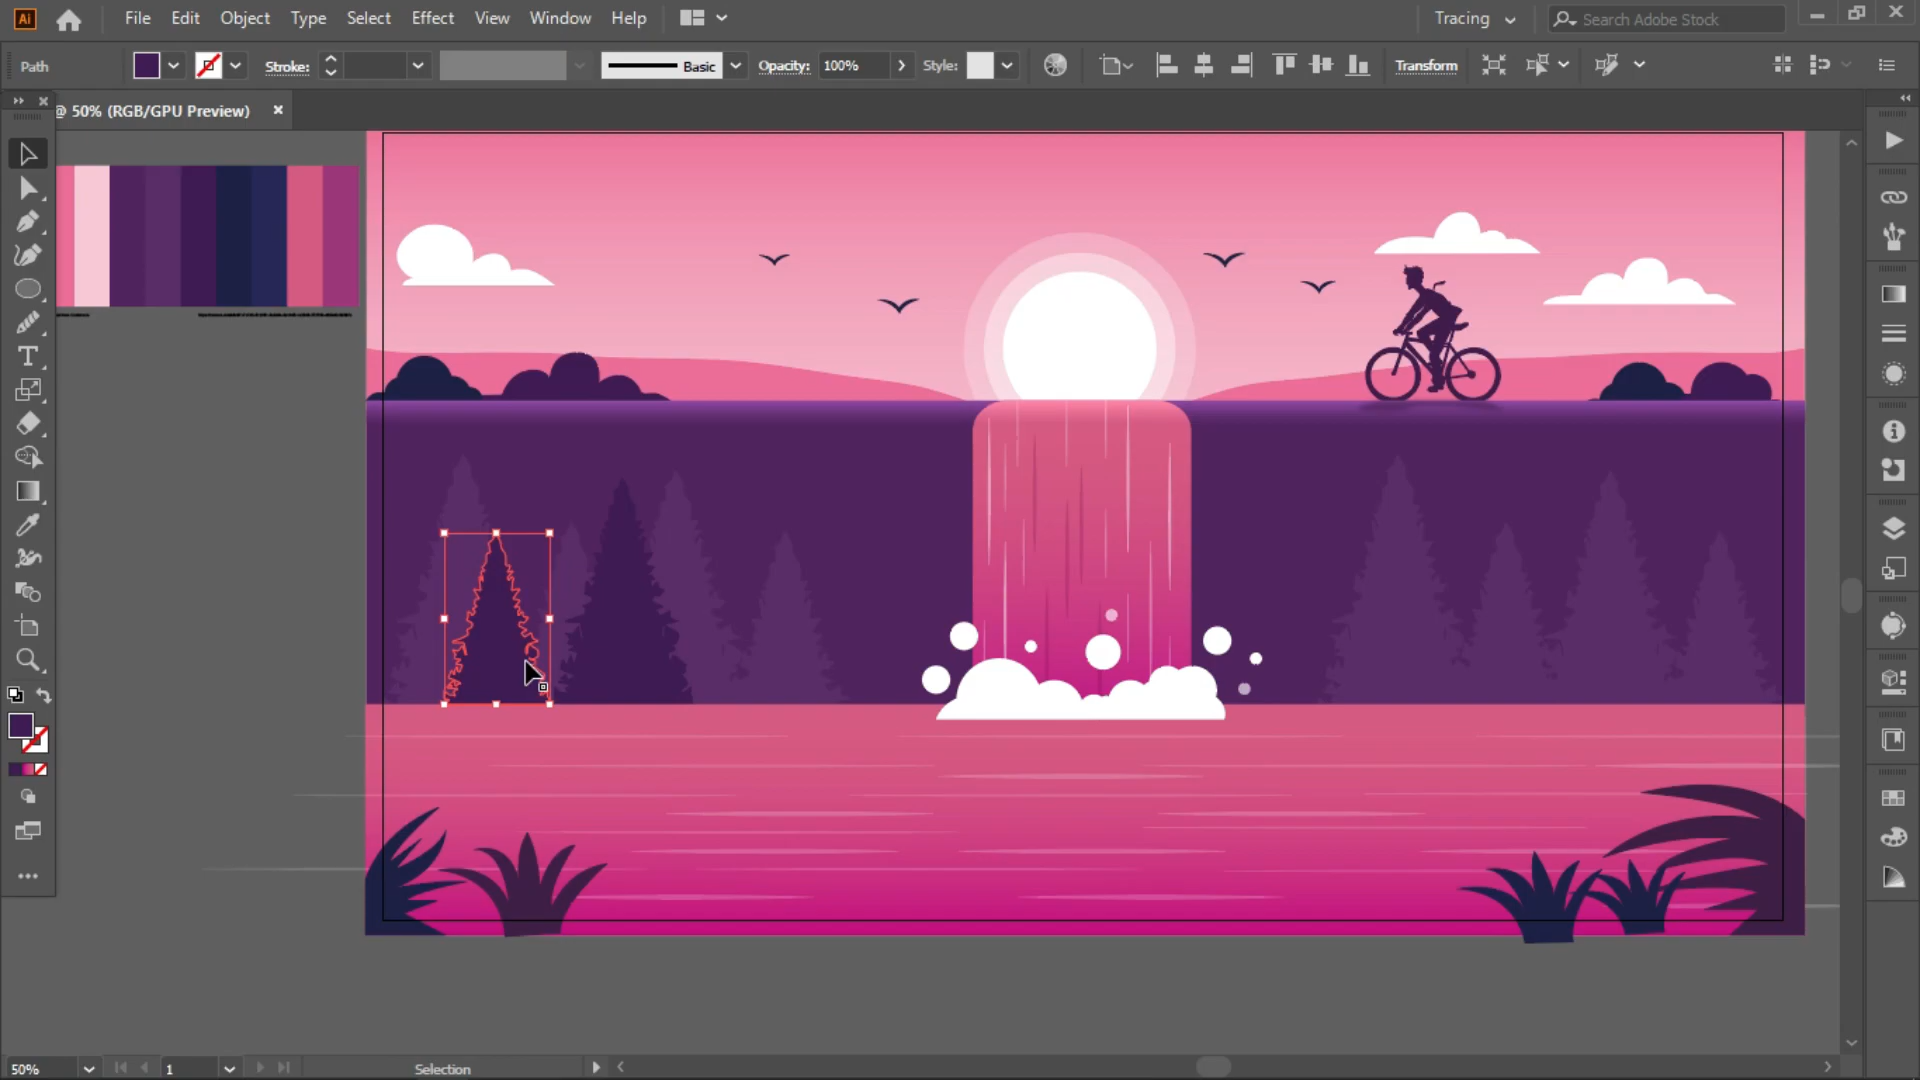 Ai File Edit Object Type Select Effect View Window Help Tracing Search Adobe Stock
Path Stroke: Basic Opacity: 100% Style: Transform
@ 50% (RGB/GPU Preview)
50% 1 Selection